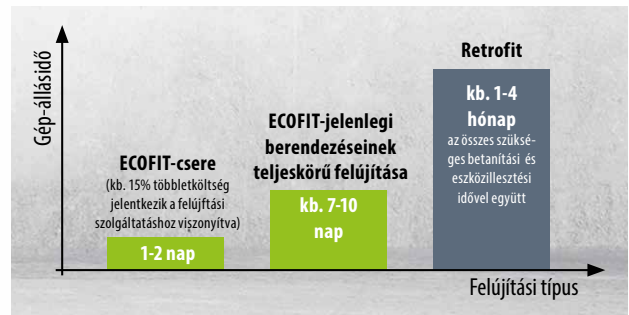 Gép-állásidő
ECOFIT-csere
(kb. 15% többletköltség
jelentkezik a felújftási
szolgáltatáshoz viszonyítva)
1-2 nap
ECOFIT-jelenlegi
berendezéseinek
teljeskörű felújítása
kb. 7-10
nap
Retrofit
kb. 1-4
hónap
az összes szüksé-
ges betanítási és
eszközillesztési
idővel együtt
Felújítási típus